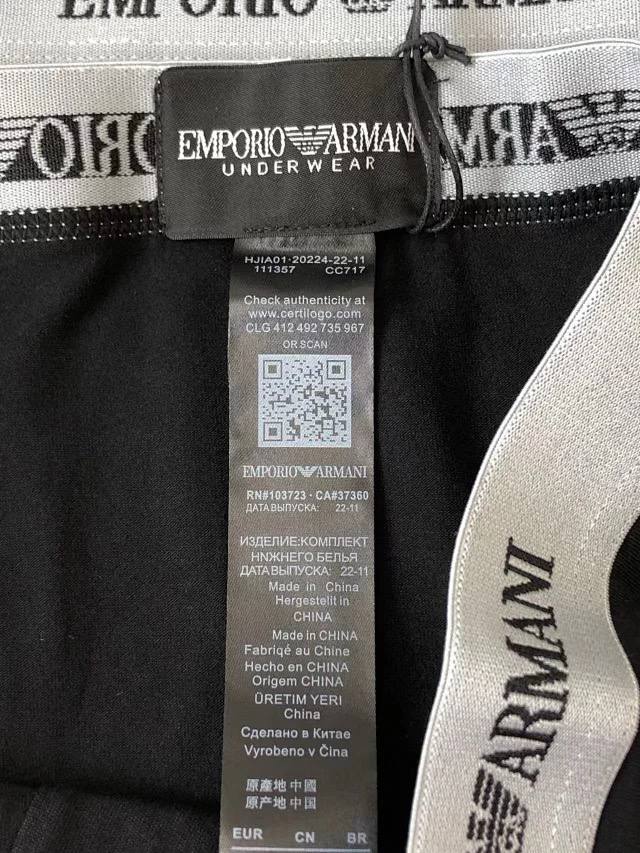 EMPORIO ARMANI
EMPORIO ARMANI
UNDERWEAR
HJIA01·20224-22-11
111357 CC717
Check authenticity at
www.certilogo.com
CLG 412 492 735 967
OR SCAN
EMPORIO ARMANI
RN#103723 · CA#37360
ДАТА ВЫПУСКА: 22-11
ИЗДЕЛИЕ:КОМПЛЕКТ
НNЖНЕГО БЕЛЬЯ
ДАТА ВЫПУСКА: 22-11
Made in China
Hergestelit in
CHINA
Made in CHINA
Fabriqé au Chine
Hecho en CHINA
Origem CHINA
ÜRETIM YERI
China
Сделано в Китае
Vyrobeno v Čina
原產地 中國
原产地 中国
EUR CN BR
ARMANI